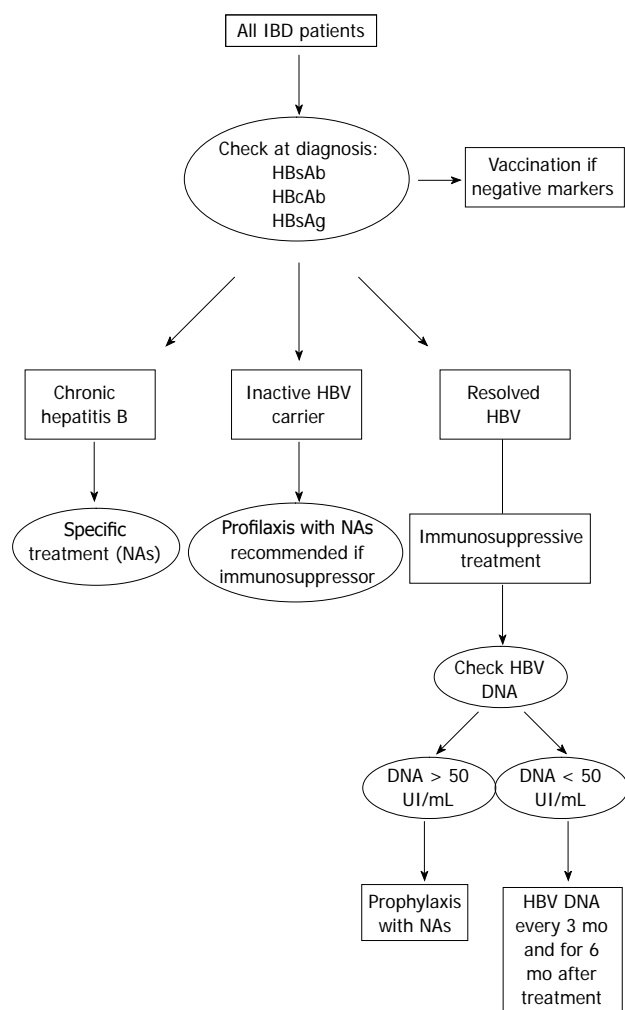 All IBD patients
Check at diagnosis:
HBsAb
HBcAb
HBsAg
Vaccination if
negative markers
Chronic
hepatitis B
Inactive HBV
carrier
Resolved
HBV
Specific
treatment (NAs)
Profilaxis with NAs
recommended if
immunosuppressor
Immunosuppressive
treatment
Check HBV
DNA
DNA > 50
UI/mL
DNA < 50
UI/mL
Prophylaxis
with NAs
HBV DNA
every 3 mo
and for 6
mo after
treatment